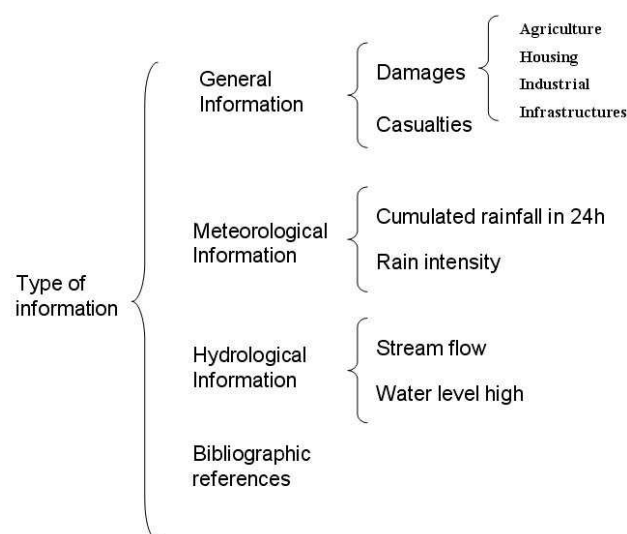 Type of
information
General
Information
Damages
Agriculture
Housing
Industrial
Infrastructures
Casualties
Meteorological
Information
Cumulated rainfall in 24h
Rain intensity
Hydrological
Information
Stream flow
Water level high
Bibliographic
references